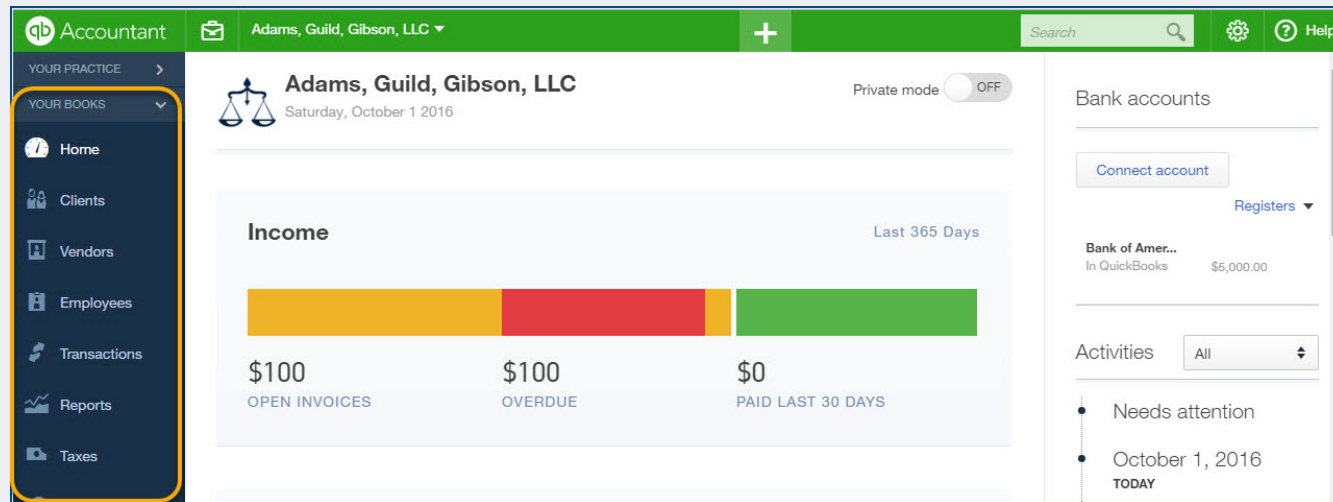 qb Accountant
Adams, Guild, Gibson, LLC
+
Search
Help
YOUR PRACTICE
YOUR BOOKS
Home
Clients
Vendors
Employees
Transactions
Reports
Taxes
Adams, Guild, Gibson, LLC
Saturday, October 1 2016
Private mode OFF
Income
Last 365 Days
$100
OPEN INVOICES
$100
OVERDUE
$0
PAID LAST 30 DAYS
Bank accounts
Connect account
Registers
Bank of Amer...
In QuickBooks $5,000.00
Activities All
Needs attention
October 1, 2016
TODAY